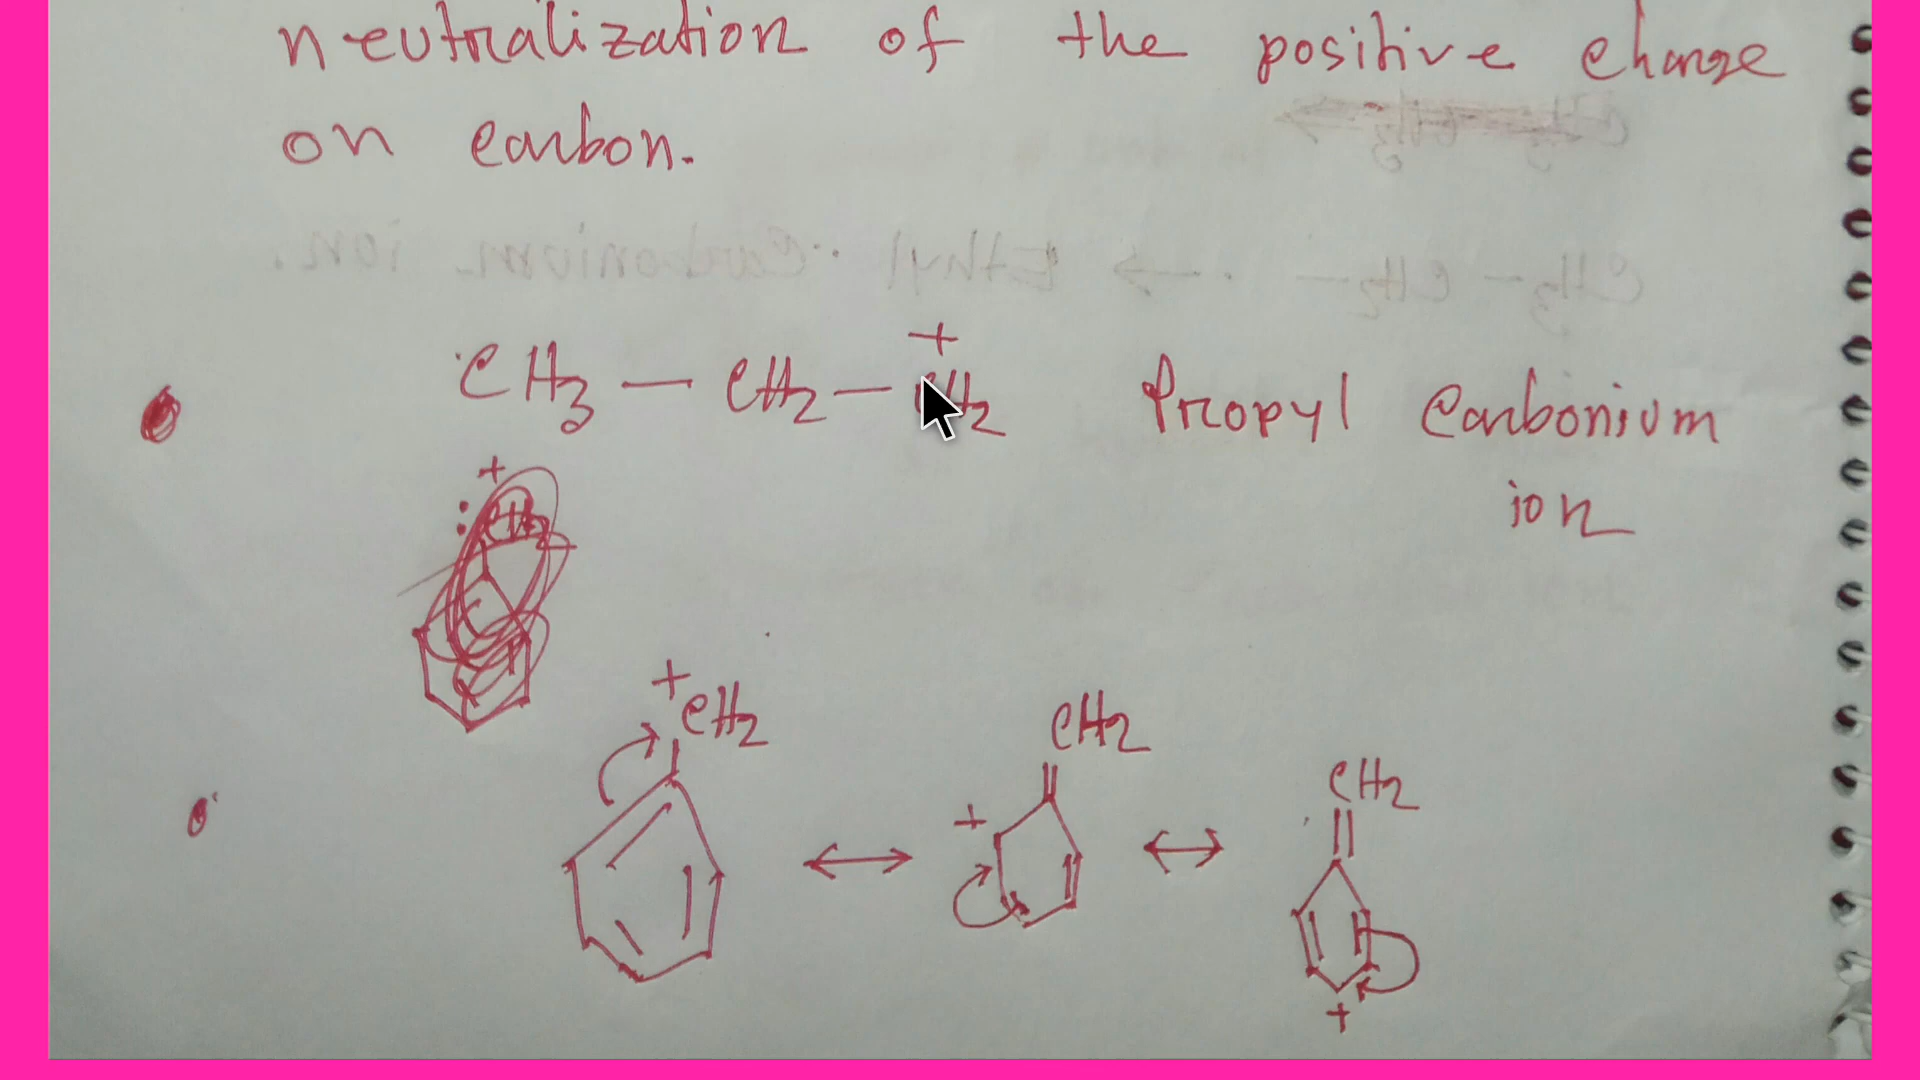 neutralization of the positive charge
on carbon.
CH3 — CH2 — CH2 Propyl Carbonium
+
ion
+
+
CH2
CH2
+
CH2
+